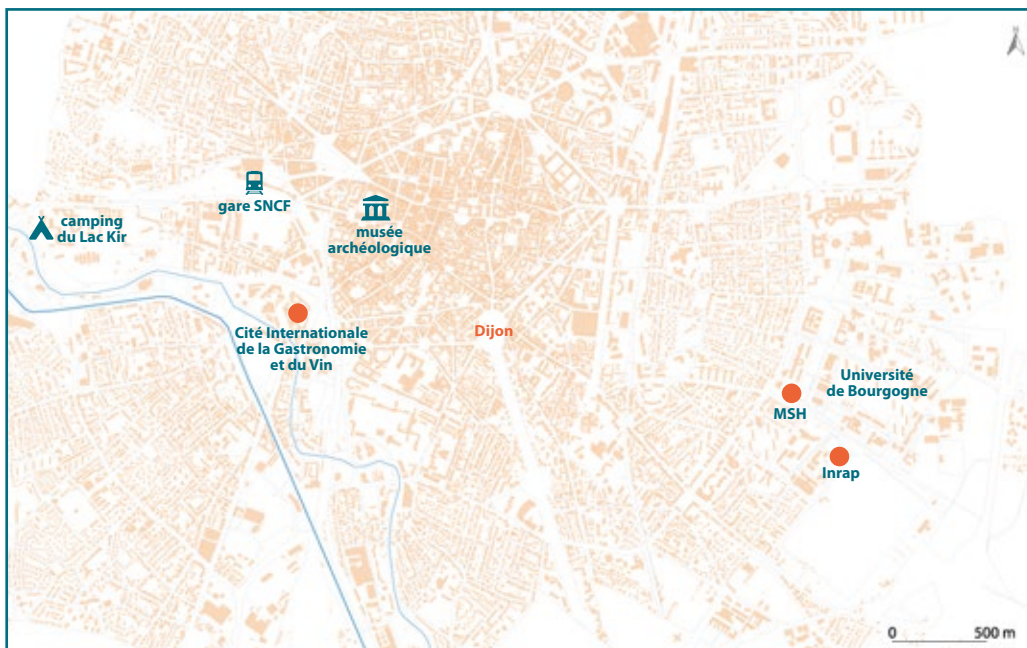 gare SNCF
camping
du Lac Kir
musée
archéologique
Cité Internationale
de la Gastronomie
et du Vin
Dijon
Université
de Bourgogne
MSH
Inrap
0 500 m